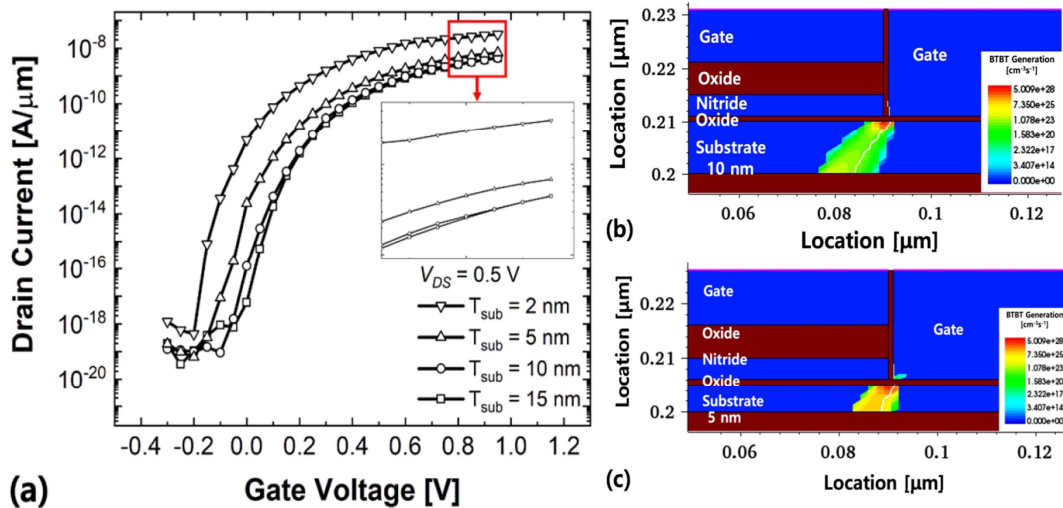 Drain Current [A/μm]
10⁻⁸
10⁻¹⁰
10⁻¹²
10⁻¹⁴
10⁻¹⁶
10⁻¹⁸
10⁻²⁰
V_DS = 0.5 V
T_sub = 2 nm
T_sub = 5 nm
T_sub = 10 nm
T_sub = 15 nm
-0.4 -0.2 0.0 0.2 0.4 0.6 0.8 1.0 1.2
Gate Voltage [V]
(a)
Location [μm]
0.23
0.22
0.21
0.2
Gate
Oxide
Nitride
Oxide
Substrate
10 nm
Gate
BTBT Generation
[cm⁻³s⁻¹]
5.009e+28
7.350e+25
1.078e+23
1.583e+20
2.322e+17
3.407e+14
0.000e+00
0.06 0.08 0.1 0.12
Location [μm]
(b)
Location [μm]
0.22
0.21
0.2
Gate
Oxide
Nitride
Oxide
Substrate
5 nm
Gate
BTBT Generation
[cm⁻³s⁻¹]
5.009e+28
7.350e+25
1.078e+23
1.583e+20
2.322e+17
3.407e+14
0.000e+00
0.06 0.08 0.1 0.12
Location [μm]
(c)